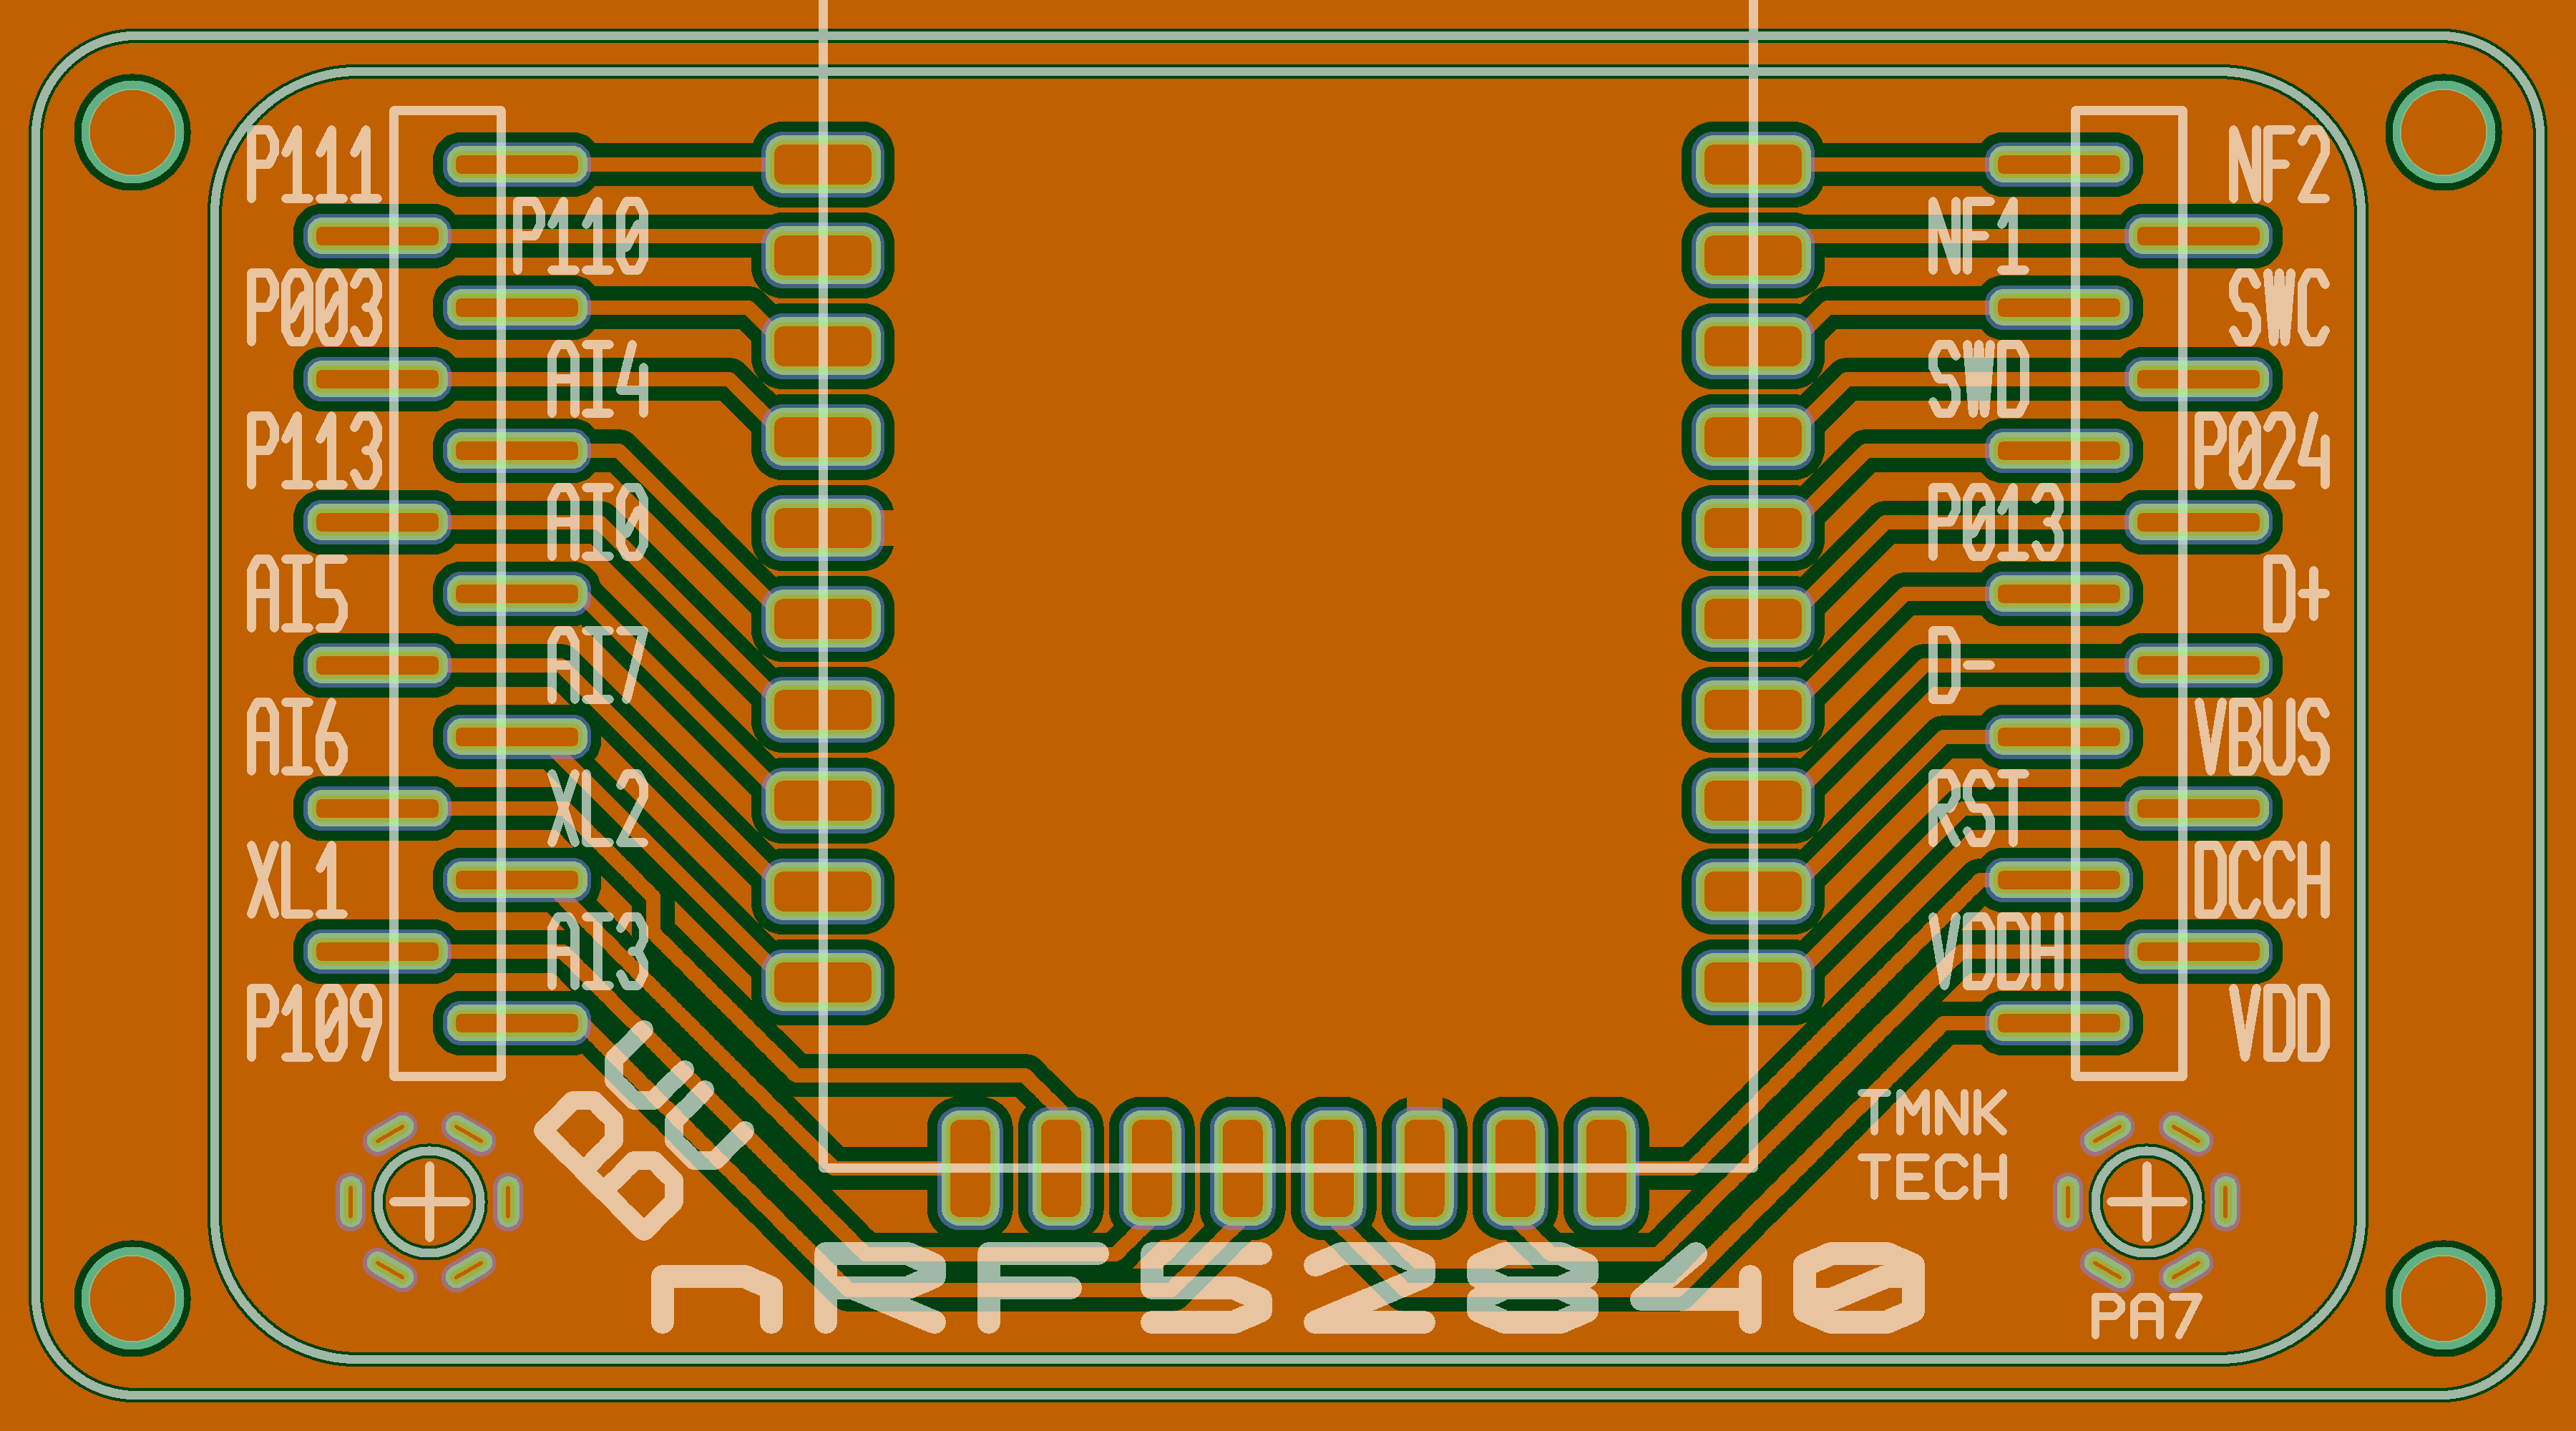 P111
P110
P003
AI4
P113
AI0
AI5
AI7
AI6
XL2
XL1
AI3
P109
NF2
NF1
SWC
SWD
P024
P013
D+
D-
VBUS
RST
DCCH
VDDH
VDD
BFE
TMNK
TECH
nRF52840
PA7